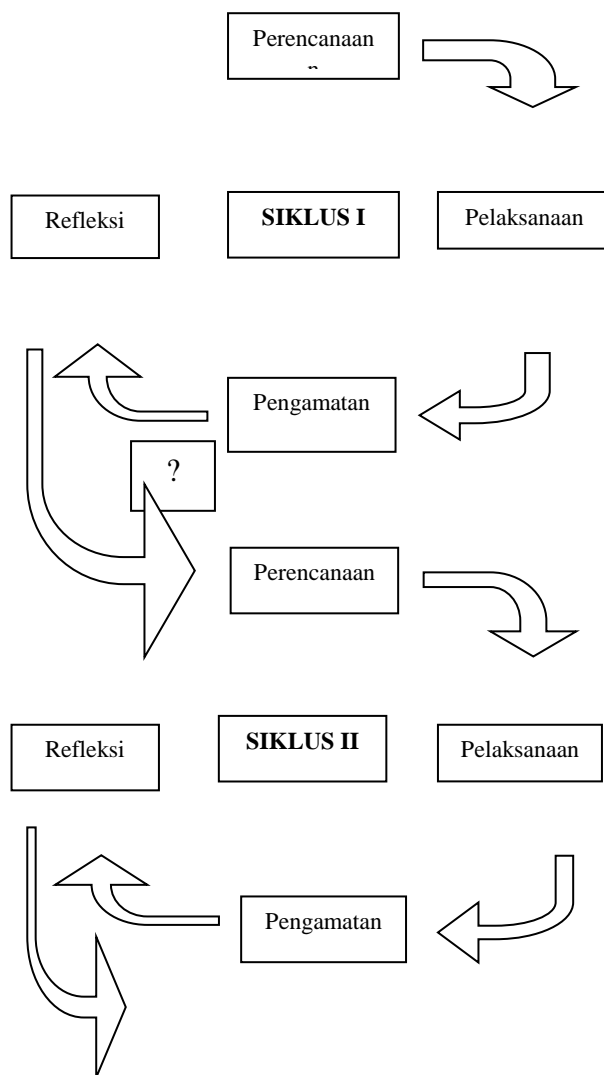 Perencanaan
Refleksi
SIKLUS I
Pelaksanaan
Pengamatan
?
Perencanaan
Refleksi
SIKLUS II
Pelaksanaan
Pengamatan